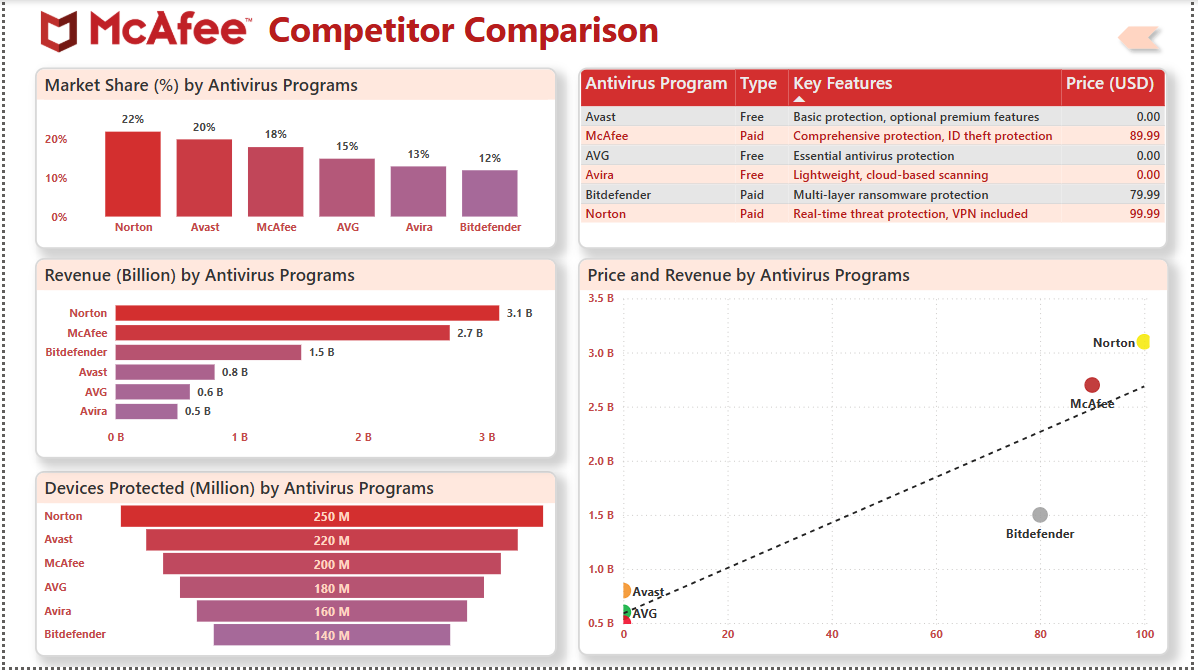 McAfee™ Competitor Comparison
Market Share (%) by Antivirus Programs
20%
10%
0%
22%
20%
18%
15%
13%
12%
Norton
Avast
McAfee
AVG
Avira
Bitdefender
Antivirus Program Type Key Features Price (USD)
Avast Free Basic protection, optional premium features 0.00
McAfee Paid Comprehensive protection, ID theft protection 89.99
AVG Free Essential antivirus protection 0.00
Avira Free Lightweight, cloud-based scanning 0.00
Bitdefender Paid Multi-layer ransomware protection 79.99
Norton Paid Real-time threat protection, VPN included 99.99
Revenue (Billion) by Antivirus Programs
Norton 3.1 B
McAfee 2.7 B
Bitdefender 1.5 B
Avast 0.8 B
AVG 0.6 B
Avira 0.5 B
0 B 1 B 2 B 3 B
Devices Protected (Million) by Antivirus Programs
Norton 250 M
Avast 220 M
McAfee 200 M
AVG 180 M
Avira 160 M
Bitdefender 140 M
Price and Revenue by Antivirus Programs
3.5 B
3.0 B
2.5 B
2.0 B
1.5 B
1.0 B
0.5 B
Norton
McAfee
Bitdefender
Avast
AVG
0 20 40 60 80 100